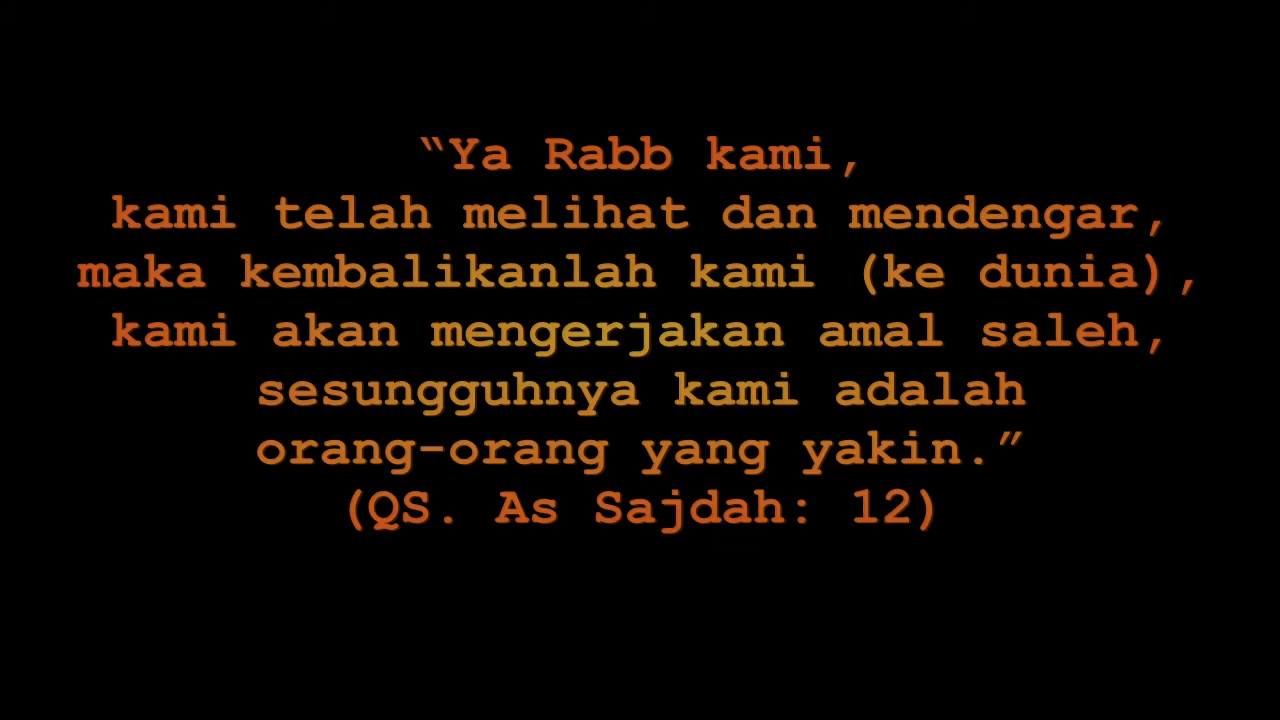 “Ya Rabb kami,
kami telah melihat dan mendengar,
maka kembalikanlah kami (ke dunia),
kami akan mengerjakan amal saleh,
sesungguhnya kami adalah
orang-orang yang yakin.”
(QS. As Sajdah: 12)